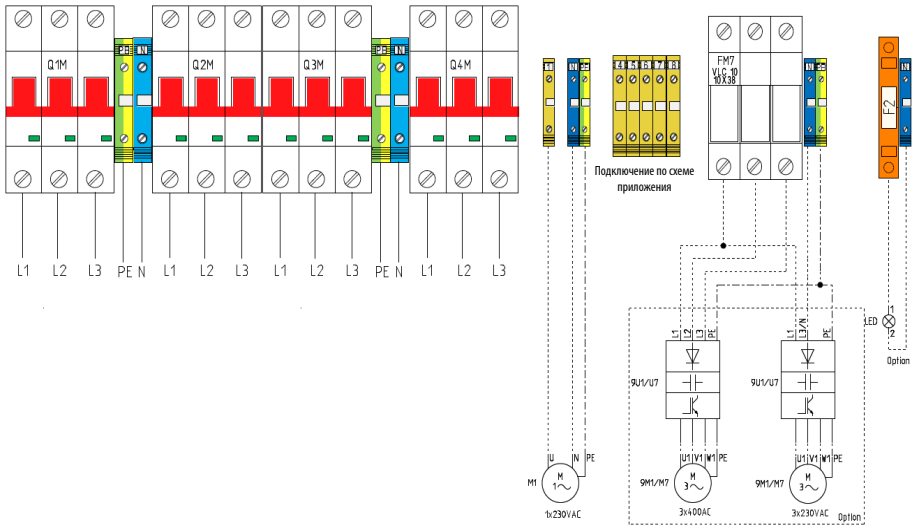 Q1M
PE
N
Q2M
Q3M
PE
N
Q4M
L1
L2
L3
PE
N
L1
L2
L3
L1
L2
L3
PE
N
L1
L2
L3
1
N
PE
4
5
6
7
8
Подключение по схеме
приложения
FM7
VLC 10
10X38
N
PE
F2
N
L1
L2
L3
PE
L1
L3/N
PE
LED
1
2
Option
9U1/U7
9U1/U7
U
N
PE
U1
V1
W1
PE
U1
V1
W1
PE
M1
M
1
9M1/M7
M
3
9M1/M7
M
3
1x230VAC
3x400AC
3x230VAC
Option